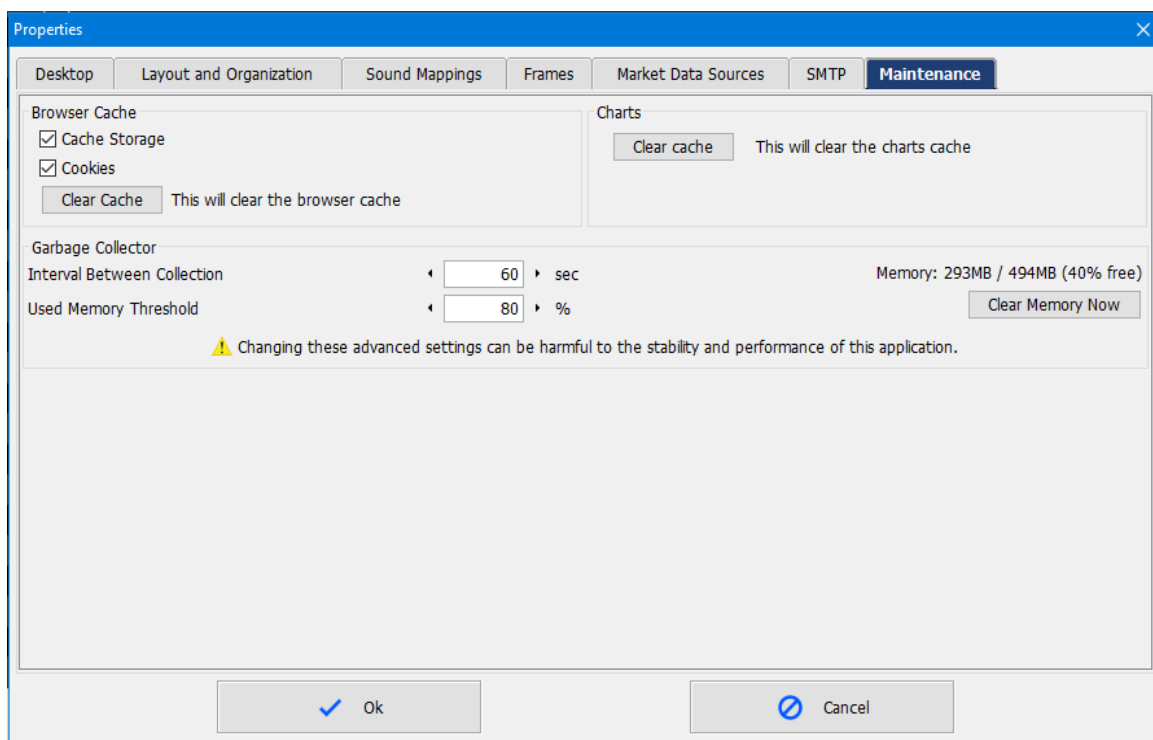 Properties
Desktop Layout and Organization Sound Mappings Frames Market Data Sources SMTP Maintenance
Browser Cache
Cache Storage
Cookies
Clear Cache This will clear the browser cache
Charts
Clear cache This will clear the charts cache
Garbage Collector
Interval Between Collection 60 sec
Used Memory Threshold 80 %
Memory: 293MB / 494MB (40% free)
Clear Memory Now
Changing these advanced settings can be harmful to the stability and performance of this application.
Ok Cancel